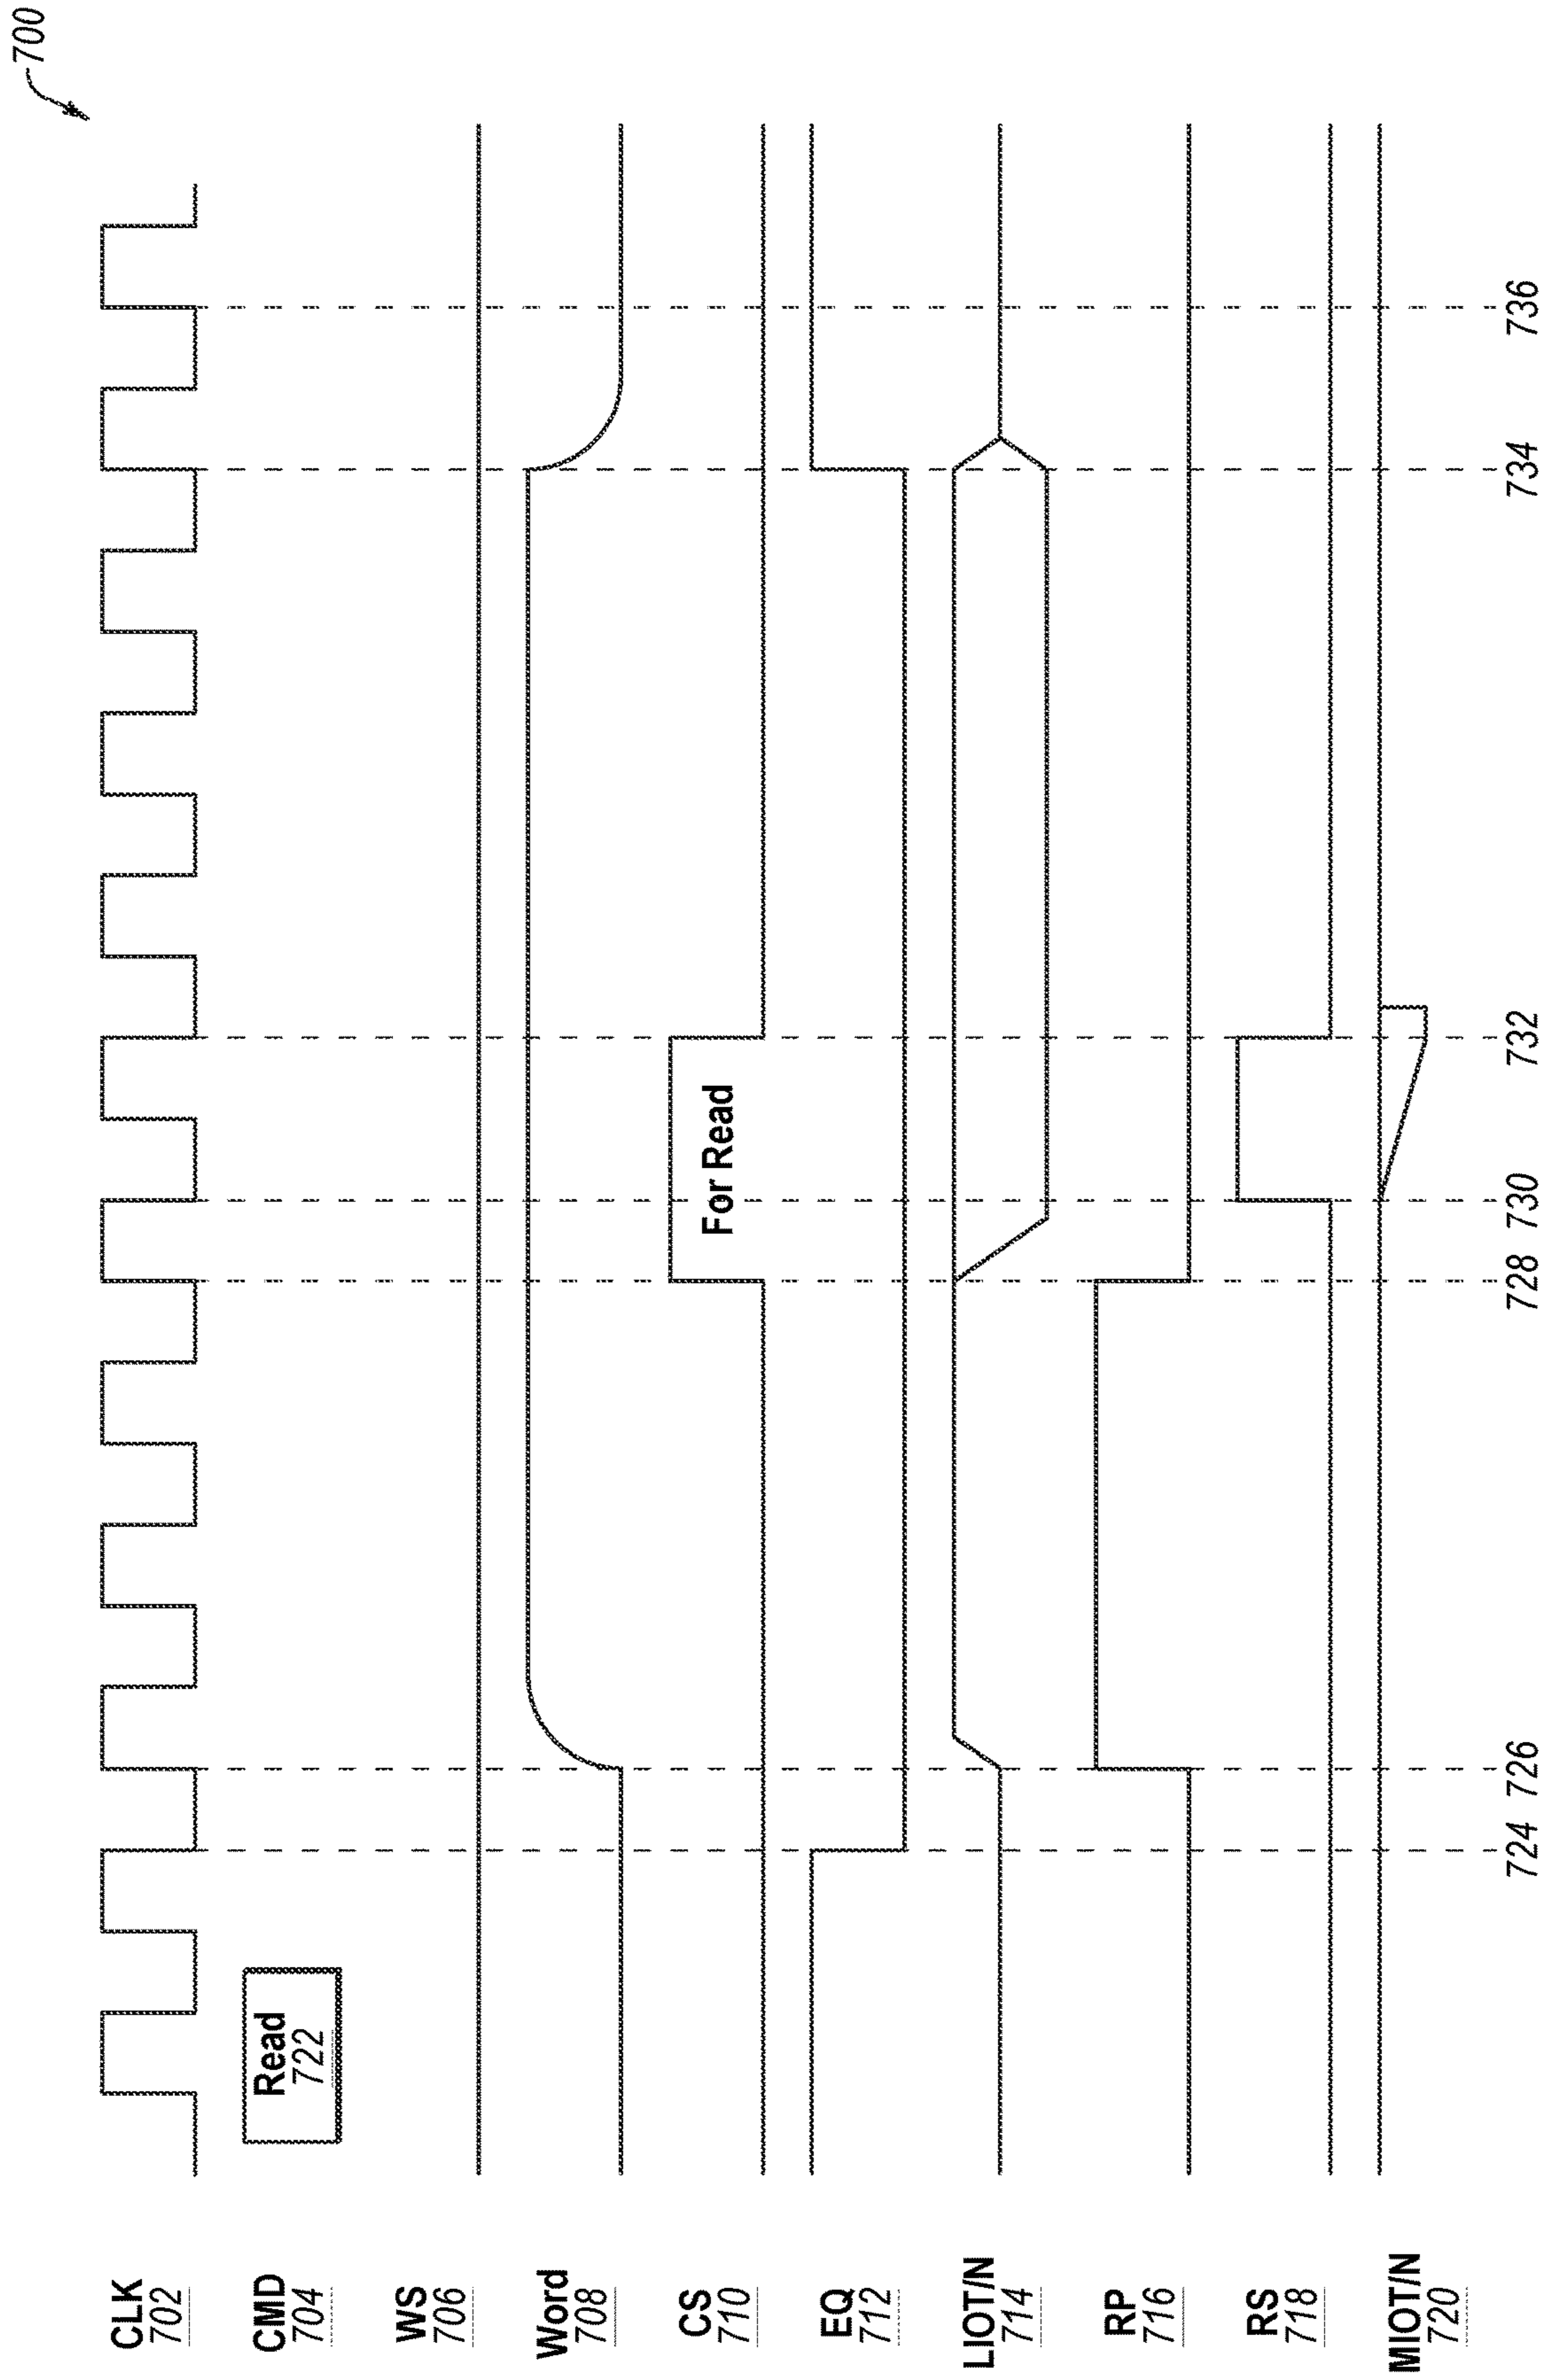 700
CLK
702
CMD
704
Read
722
WS
706
Word
708
CS
710
For Read
EQ
712
LIOT/N
714
RP
716
RS
718
MIOT/N
720
724 726 728 730 732 734 736